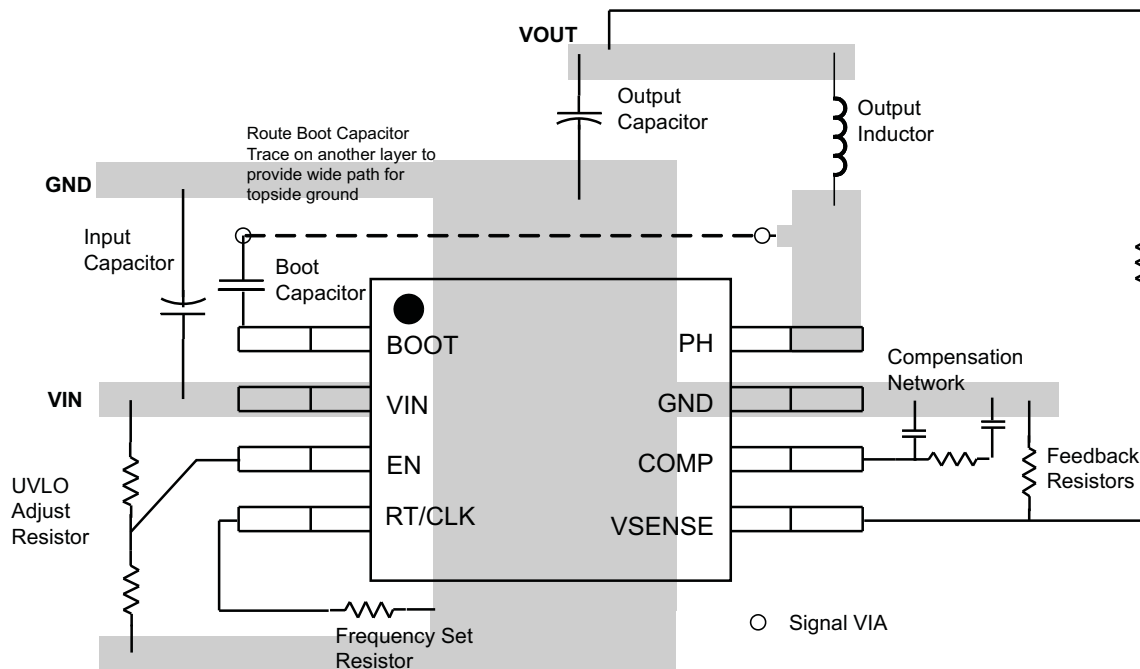 VOUT
Output
Capacitor
Output
Inductor
Route Boot Capacitor
Trace on another layer to
provide wide path for
topside ground
GND
Input
Capacitor
Boot
Capacitor
BOOT
PH
Compensation
Network
VIN
VIN
GND
EN
COMP
Feedback
Resistors
UVLO
Adjust
Resistor
RT/CLK
VSENSE
Frequency Set
Resistor
Signal VIA